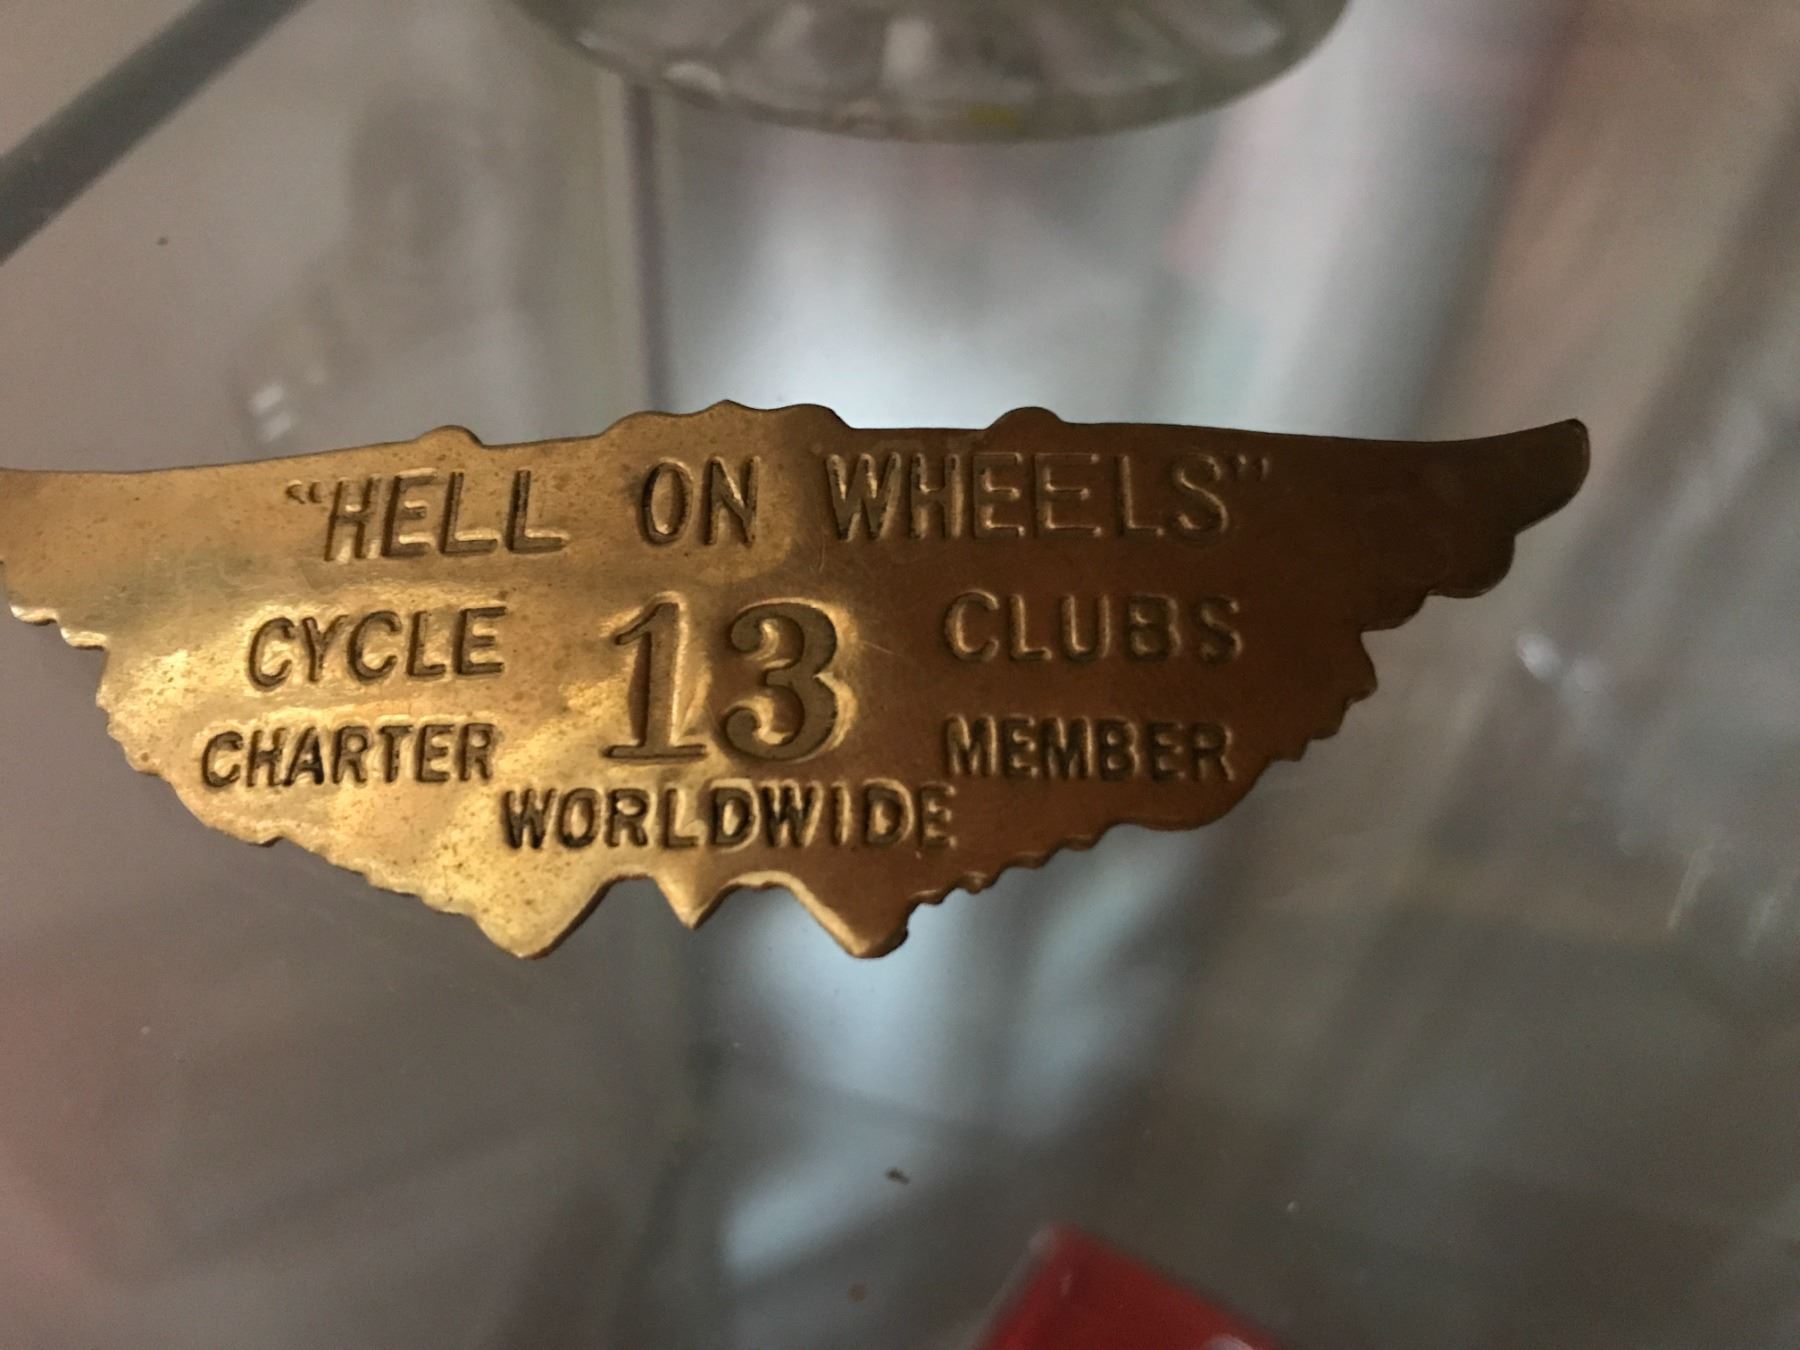 "HELL ON WHEELS"
CYCLE 13 CLUBS
CHARTER MEMBER
WORLDWIDE